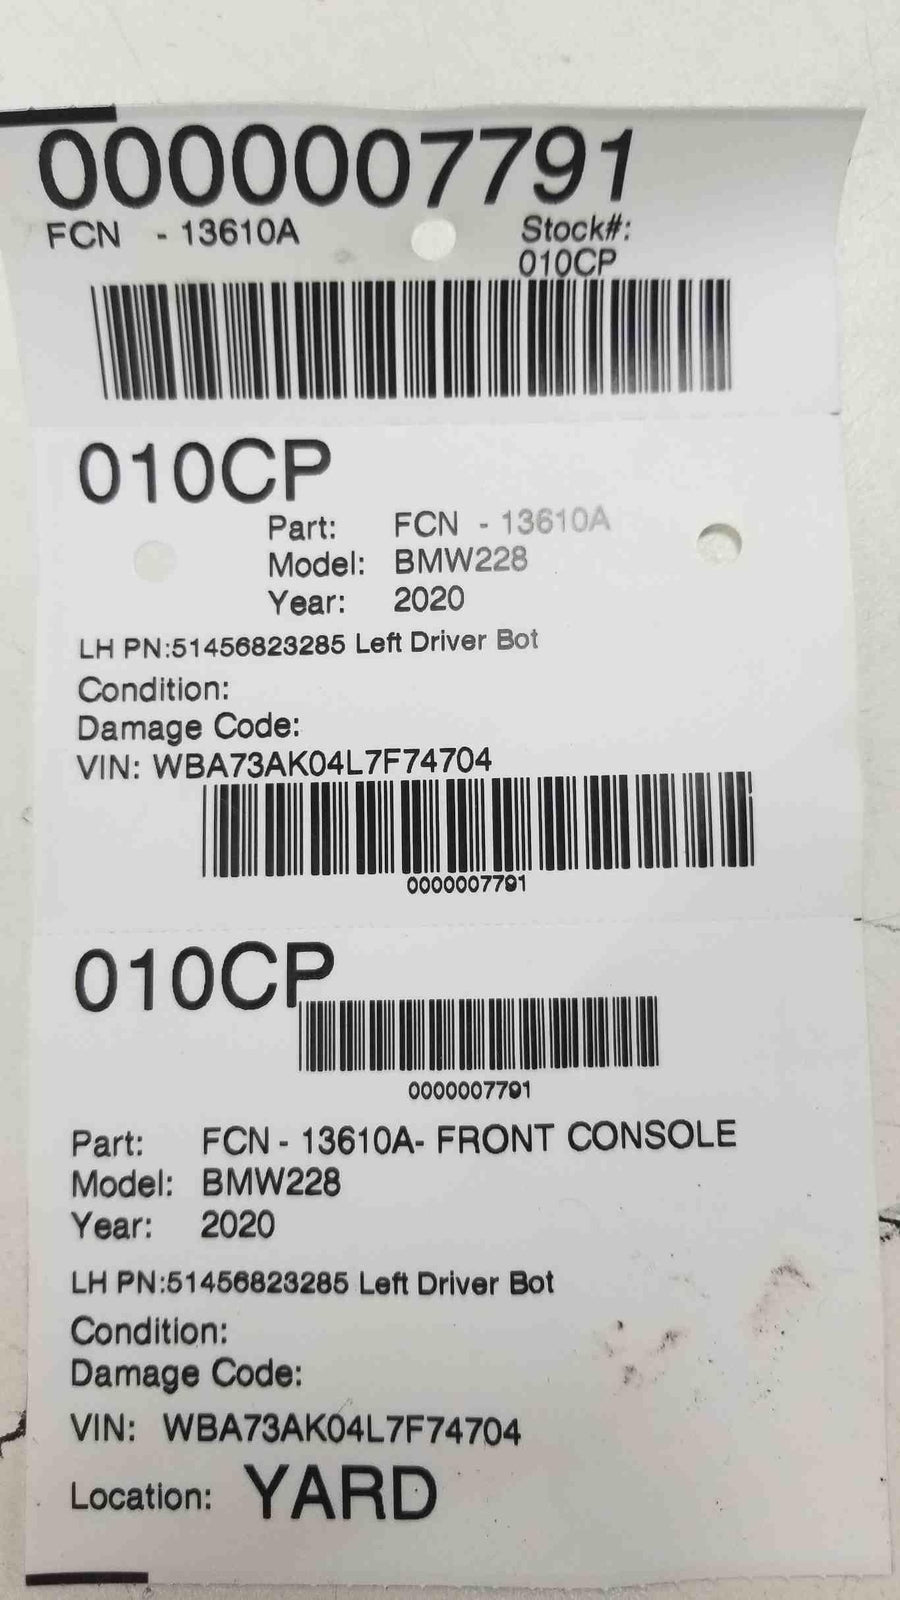 0000007791
FCN - 13610A
Stock#:
010CP
010CP
Part: FCN - 13610A
Model: BMW228
Year: 2020
LH PN:51456823285 Left Driver Bot
Condition:
Damage Code:
VIN: WBA73AK04L7F74704
0000007791
010CP
0000007791
Part: FCN - 13610A- FRONT CONSOLE
Model: BMW228
Year: 2020
LH PN:51456823285 Left Driver Bot
Condition:
Damage Code:
VIN: WBA73AK04L7F74704
Location: YARD